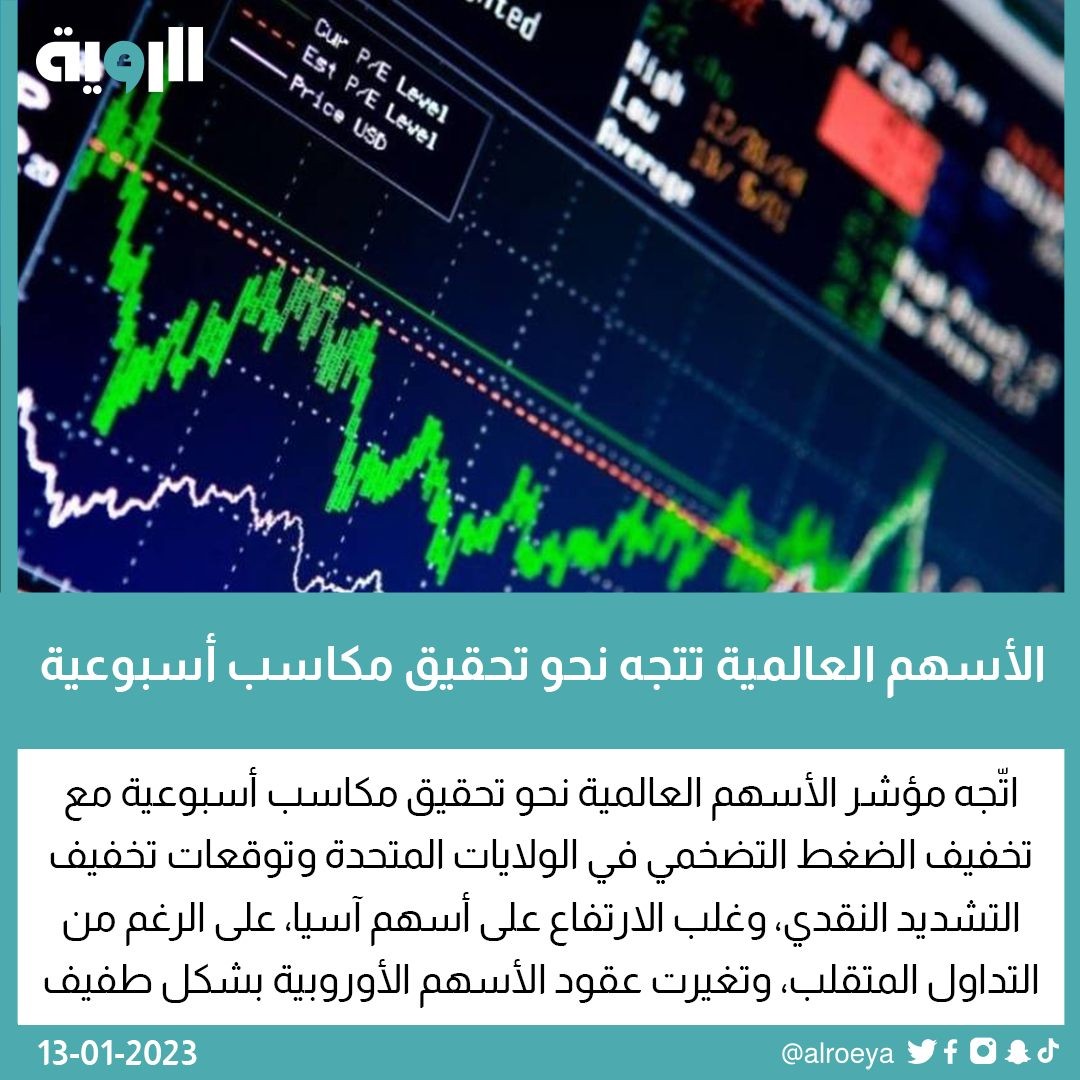 الرؤية
Cur P/E Level
Est P/E Level
Price USD
High
Low
Average
FOR
.20
الأسهم العالمية تتجه نحو تحقيق مكاسب أسبوعية
اتّجه مؤشر الأسهم العالمية نحو تحقيق مكاسب أسبوعية مع
تخفيف الضغط التضخمي في الولايات المتحدة وتوقعات تخفيف
التشديد النقدي، وغلب الارتفاع على أسهم آسيا، على الرغم من
التداول المتقلب، وتغيرت عقود الأسهم الأوروبية بشكل طفيف
13-01-2023
@alroeya